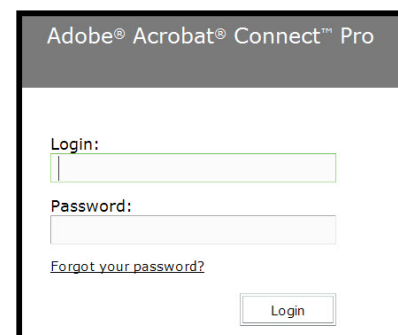 Adobe® Acrobat® Connect™ Pro
Login:
Password:
Forgot your password?
Login